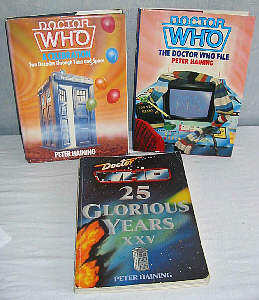 DOCTOR
WHO
Two Decades Through Time and Space
PETER HAINING
DOCTOR
WHO
THE DOCTOR WHO FILE
PETER HAINING
Doctor
WHO
25
GLORIOUS
YEARS
XXV
PETER HAINING